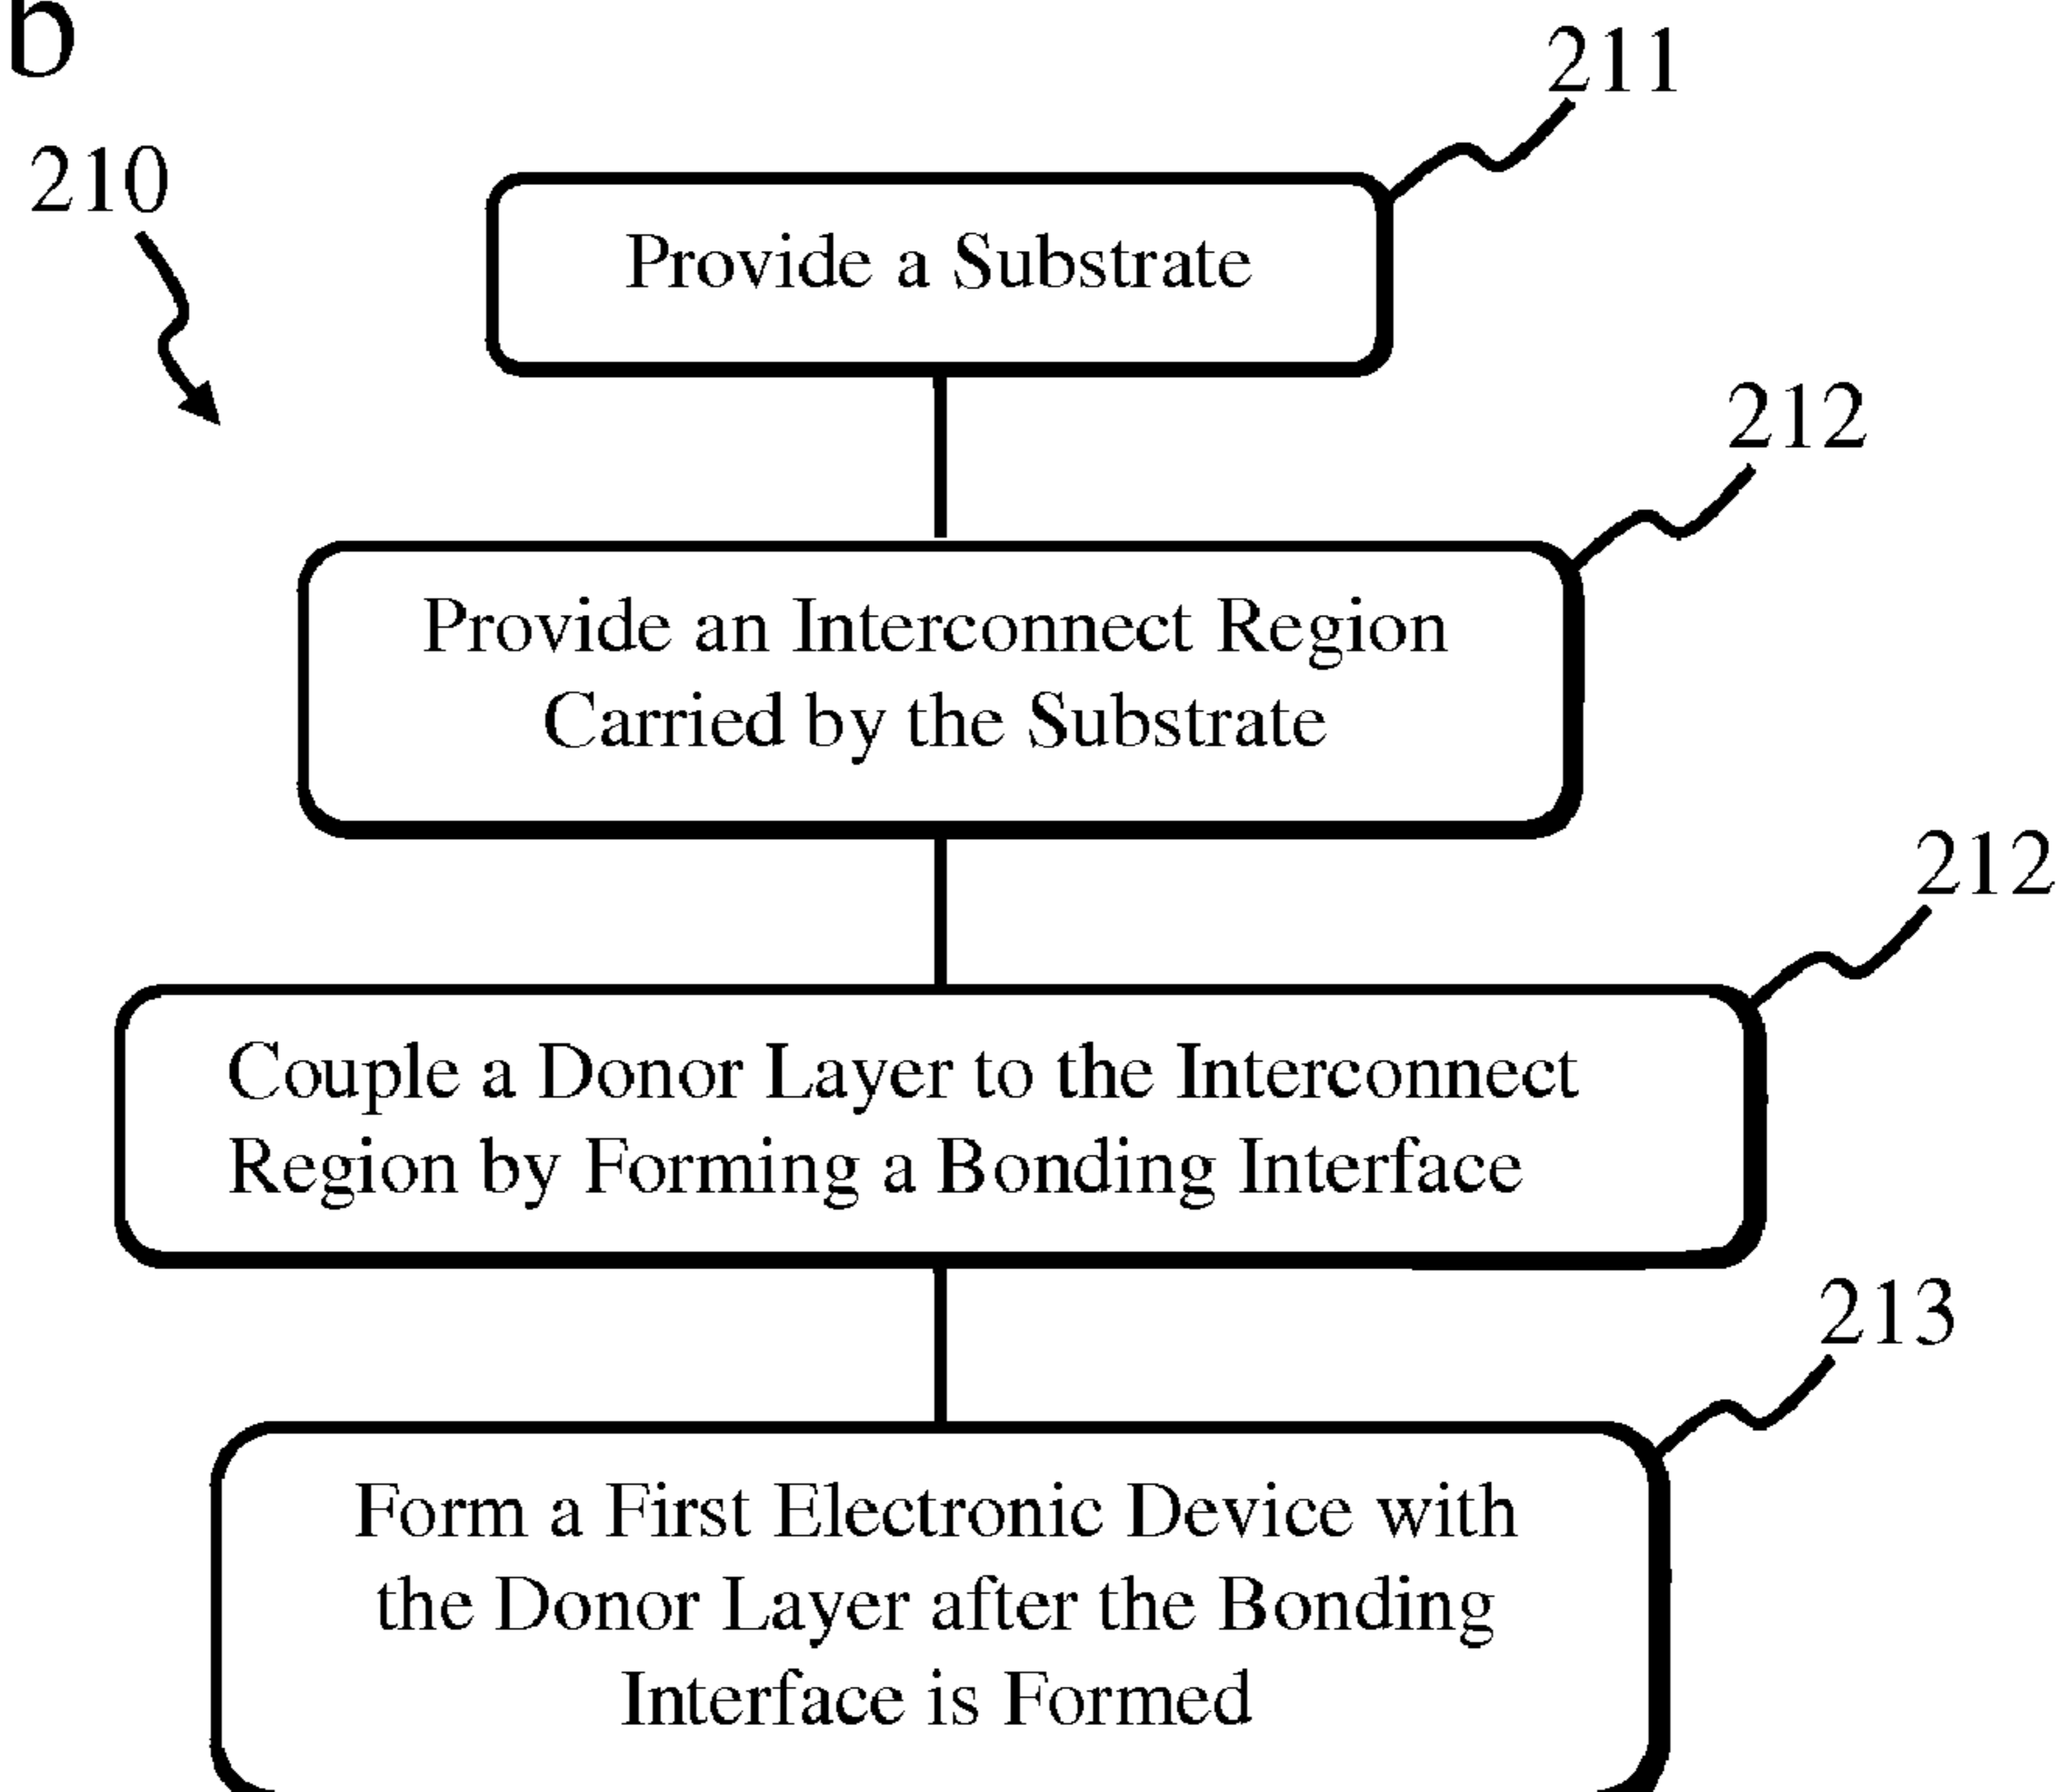 b
210
211
Provide a Substrate
212
Provide an Interconnect Region
Carried by the Substrate
212
Couple a Donor Layer to the Interconnect
Region by Forming a Bonding Interface
213
Form a First Electronic Device with
the Donor Layer after the Bonding
Interface is Formed